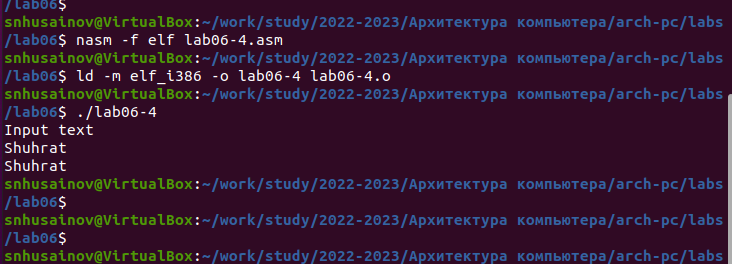 /lab06$
snhusainov@VirtualBox:~/work/study/2022-2023/Архитектура компьютера/arch-pc/labs
/lab06$ nasm -f elf lab06-4.asm
snhusainov@VirtualBox:~/work/study/2022-2023/Архитектура компьютера/arch-pc/labs
/lab06$ ld -m elf_i386 -o lab06-4 lab06-4.o
snhusainov@VirtualBox:~/work/study/2022-2023/Архитектура компьютера/arch-pc/labs
/lab06$ ./lab06-4
Input text
Shuhrat
Shuhrat
snhusainov@VirtualBox:~/work/study/2022-2023/Архитектура компьютера/arch-pc/labs
/lab06$
snhusainov@VirtualBox:~/work/study/2022-2023/Архитектура компьютера/arch-pc/labs
/lab06$
snhusainov@VirtualBox:~/work/study/2022-2023/Архитектура компьютера/arch-pc/labs